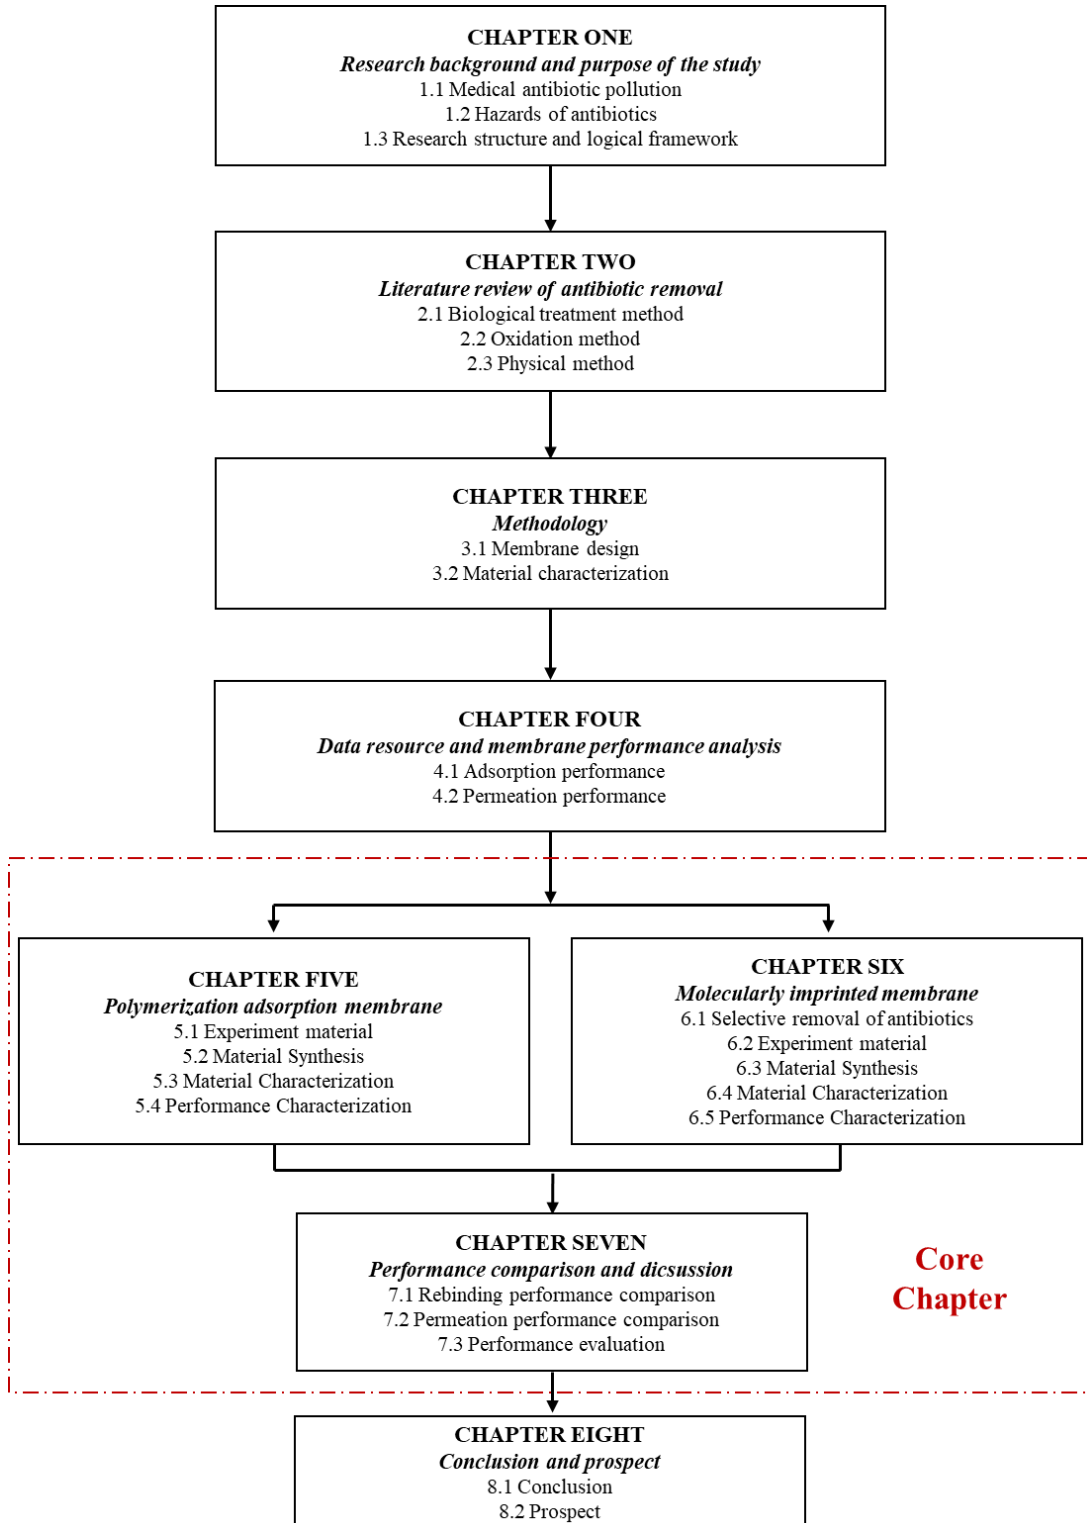 CHAPTER ONE
Research background and purpose of the study
1.1 Medical antibiotic pollution
1.2 Hazards of antibiotics
1.3 Research structure and logical framework
CHAPTER TWO
Literature review of antibiotic removal
2.1 Biological treatment method
2.2 Oxidation method
2.3 Physical method
CHAPTER THREE
Methodology
3.1 Membrane design
3.2 Material characterization
CHAPTER FOUR
Data resource and membrane performance analysis
4.1 Adsorption performance
4.2 Permeation performance
CHAPTER FIVE
Polymerization adsorption membrane
5.1 Experiment material
5.2 Material Synthesis
5.3 Material Characterization
5.4 Performance Characterization
CHAPTER SIX
Molecularly imprinted membrane
6.1 Selective removal of antibiotics
6.2 Experiment material
6.3 Material Synthesis
6.4 Material Characterization
6.5 Performance Characterization
CHAPTER SEVEN
Performance comparison and dicsussion
7.1 Rebinding performance comparison
7.2 Permeation performance comparison
7.3 Performance evaluation
Core
Chapter
CHAPTER EIGHT
Conclusion and prospect
8.1 Conclusion
8.2 Prospect